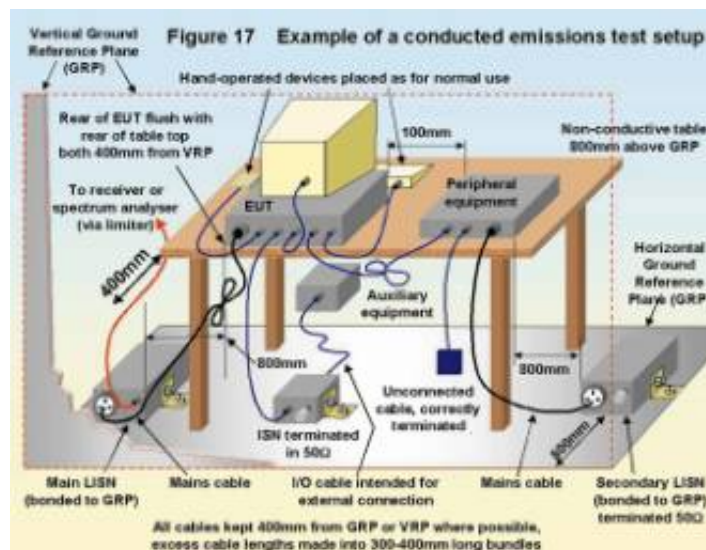 Vertical Ground
Reference Plane
(GRP)
Figure 17 Example of a conducted emissions test setup
Hand-operated devices placed as for normal use
Rear of EUT flush with
rear of table top
both 400mm from VRP
100mm
Non-conductive table
800mm above GRP
To receiver or
spectrum analyser
(via limiter)
EUT
Peripheral
equipment
400mm
Horizontal
Ground
Reference
Plane (GRP
Auxiliary
equipment
800mm
800mm
Unconnected
cable, correctly
terminated
ISN terminated
in 50Ω
Main LISN
(bonded to GRP)
Mains cable
I/O cable intended for
external connection
Mains cable
Secondary LISN
(bonded to GRP)
terminated 50Ω
All cables kept 400mm from GRP or VRP where possible,
excess cable lengths made into 300-400mm long bundles